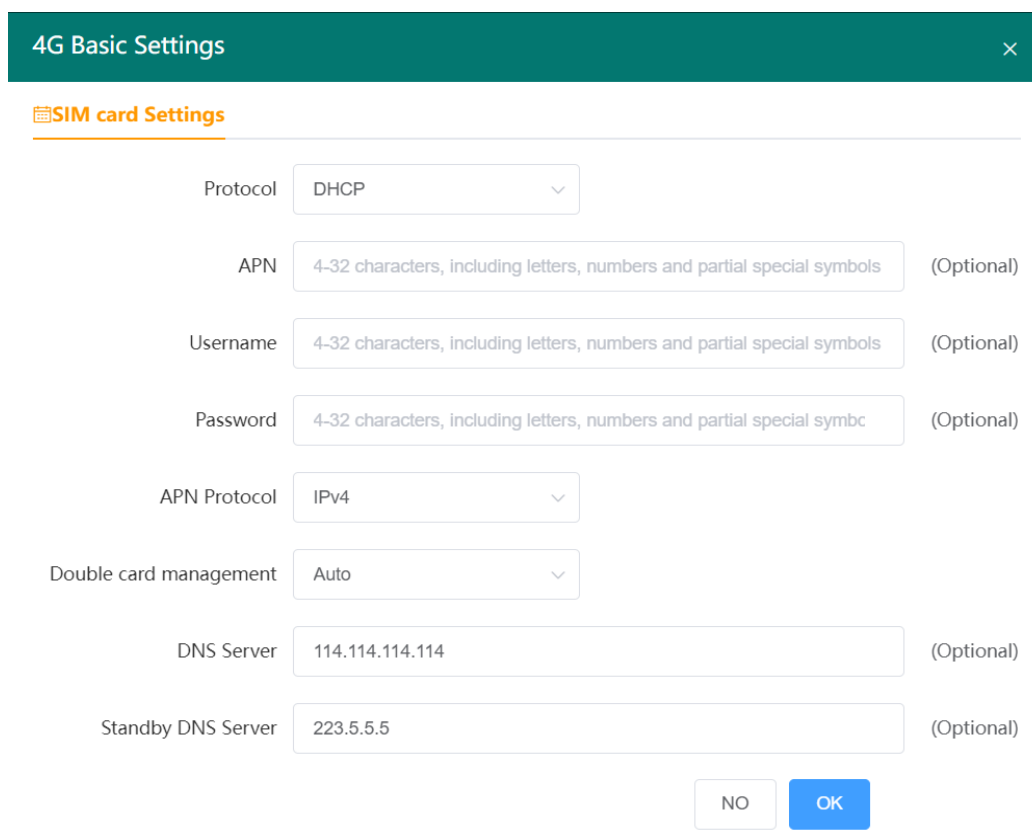 4G Basic Settings
SIM card Settings
Protocol DHCP
APN 4-32 characters, including letters, numbers and partial special symbols (Optional)
Username 4-32 characters, including letters, numbers and partial special symbols (Optional)
Password 4-32 characters, including letters, numbers and partial special symbc (Optional)
APN Protocol IPv4
Double card management Auto
DNS Server 114.114.114.114 (Optional)
Standby DNS Server 223.5.5.5 (Optional)
NO OK